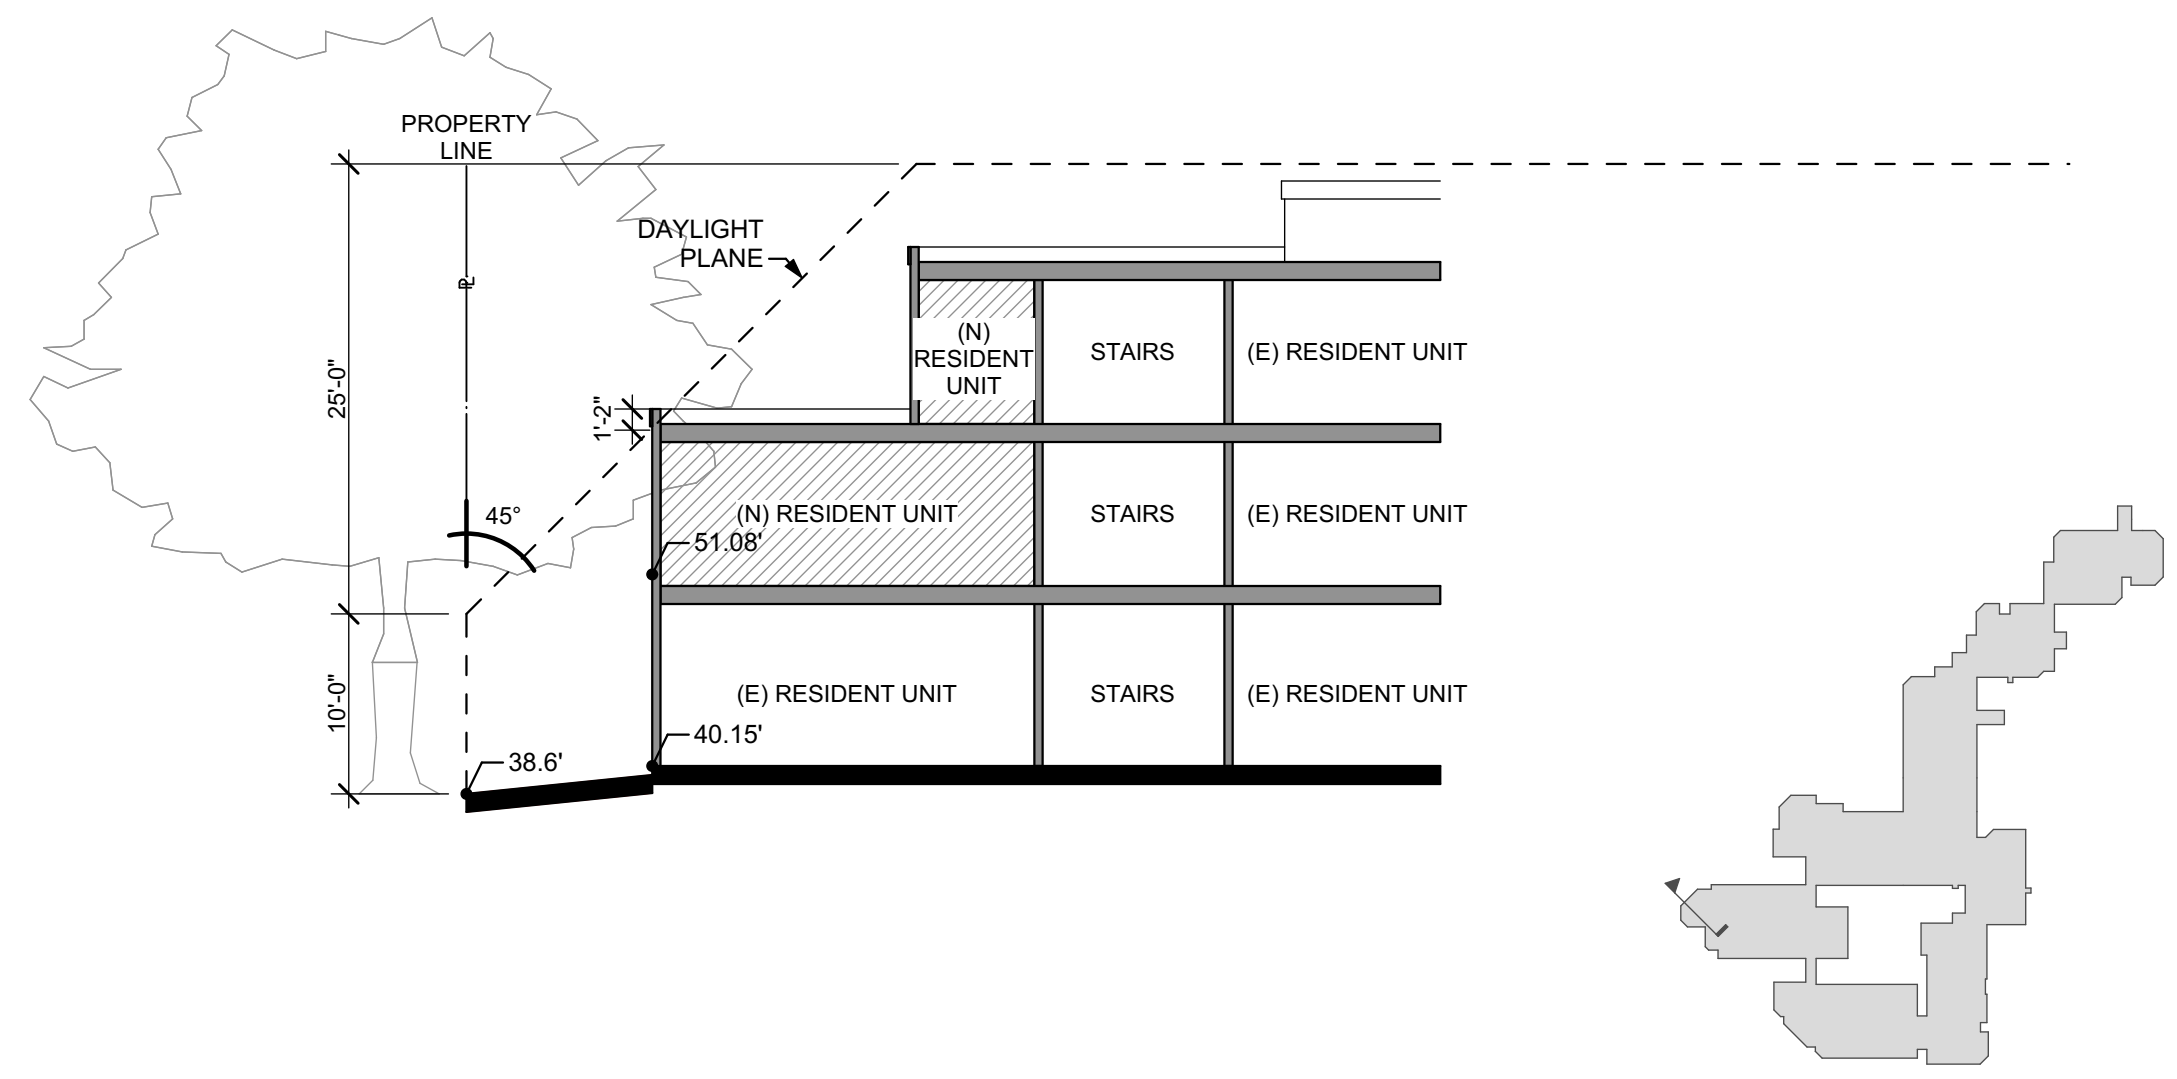 PROPERTY
LINE
DAYLIGHT
PLANE
PL
25'-0"
1'-2"
(N)
RESIDENT
UNIT
STAIRS
(E) RESIDENT UNIT
45°
(N) RESIDENT UNIT
STAIRS
(E) RESIDENT UNIT
51.08'
10'-0"
(E) RESIDENT UNIT
STAIRS
(E) RESIDENT UNIT
40.15'
38.6'